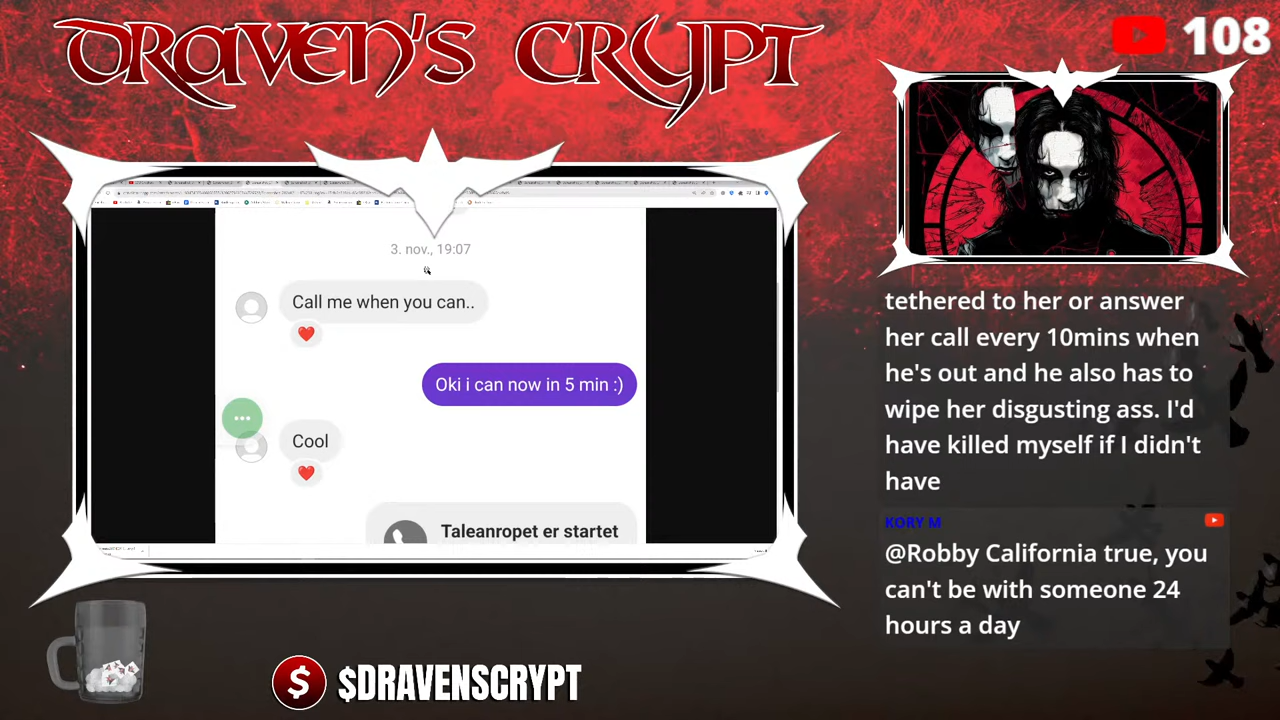 DRAVEN'S CRYPT
108
3. nov., 19:07
Call me when you can..
Oki i can now in 5 min :)
Cool
Taleanropet er startet
tethered to her or answer
her call every 10mins when
he's out and he also has to
wipe her disgusting ass. I'd
have killed myself if I didn't
have
KORY M
@Robby California true, you
can't be with someone 24
hours a day
$ $DRAVENSCRYPT